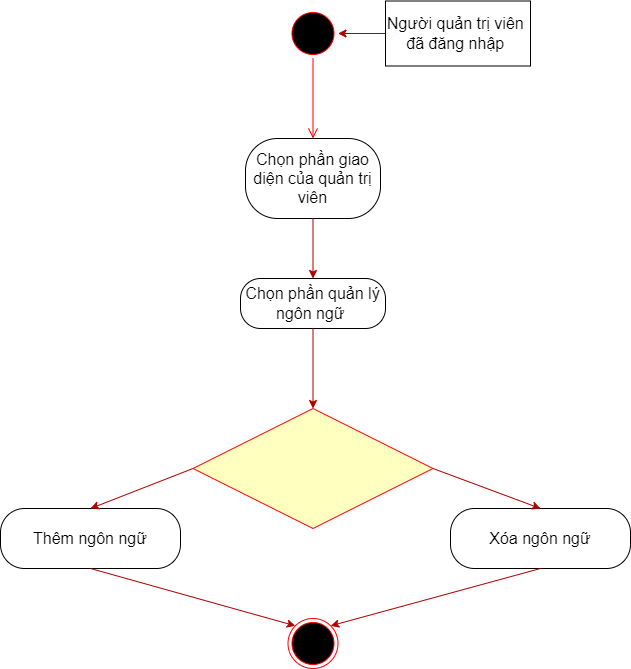 Người quản trị viên
đã đăng nhập
Chọn phần giao
diện của quản trị
viên
Chọn phần quản lý
ngôn ngữ
Thêm ngôn ngữ
Xóa ngôn ngữ